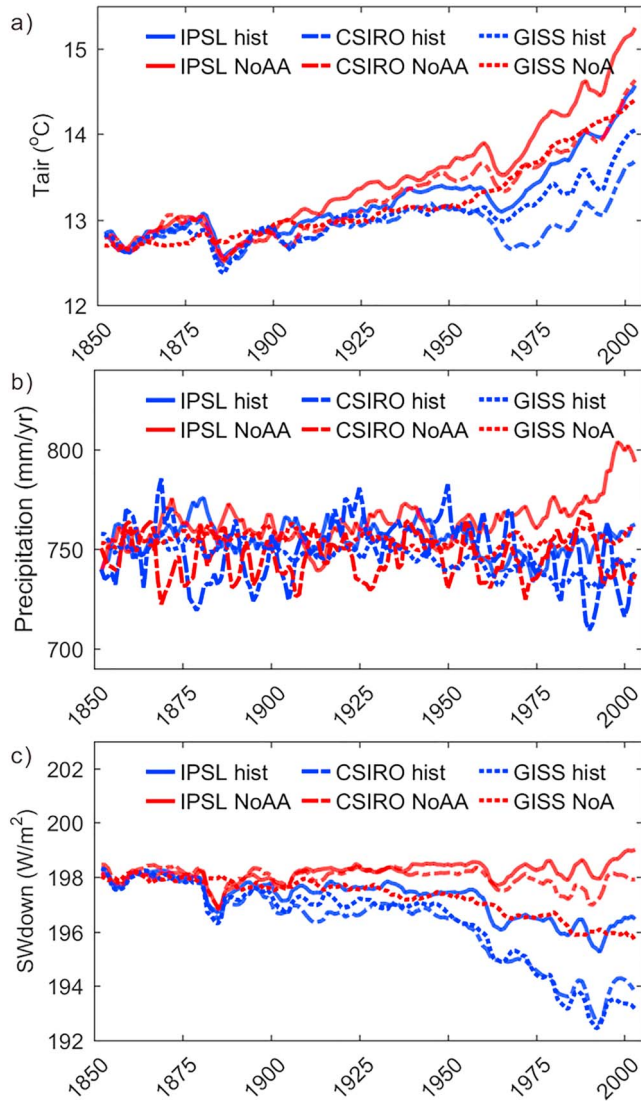 a)
IPSL hist CSIRO hist GISS hist
IPSL NoAA CSIRO NoAA GISS NoA
Tair (°C)
15
14
13
12
1850 1875 1900 1925 1950 1975 2000
b)
IPSL hist CSIRO hist GISS hist
IPSL NoAA CSIRO NoAA GISS NoA
Precipitation (mm/yr)
800
750
700
1850 1875 1900 1925 1950 1975 2000
c)
IPSL hist CSIRO hist GISS hist
IPSL NoAA CSIRO NoAA GISS NoA
SWdown (W/m²)
202
200
198
196
194
192
1850 1875 1900 1925 1950 1975 2000